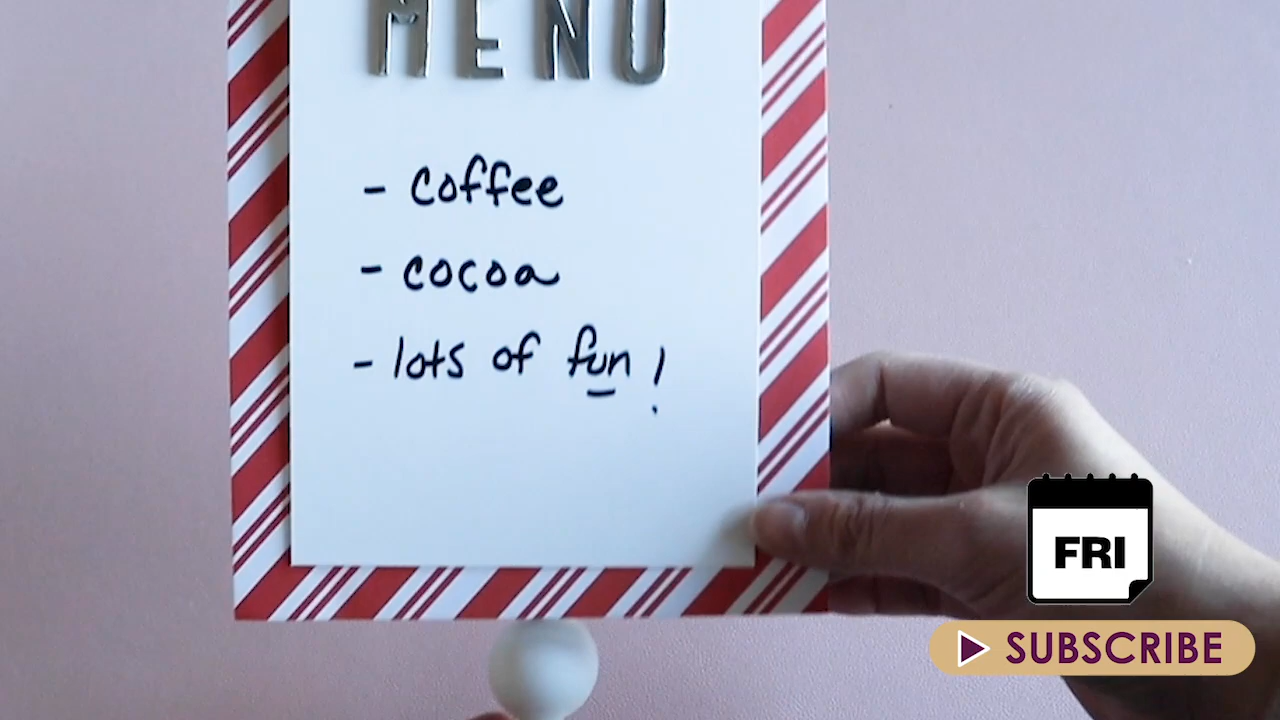 MENU
- coffee
- cocoa
- lots of fun!
FRI
SUBSCRIBE